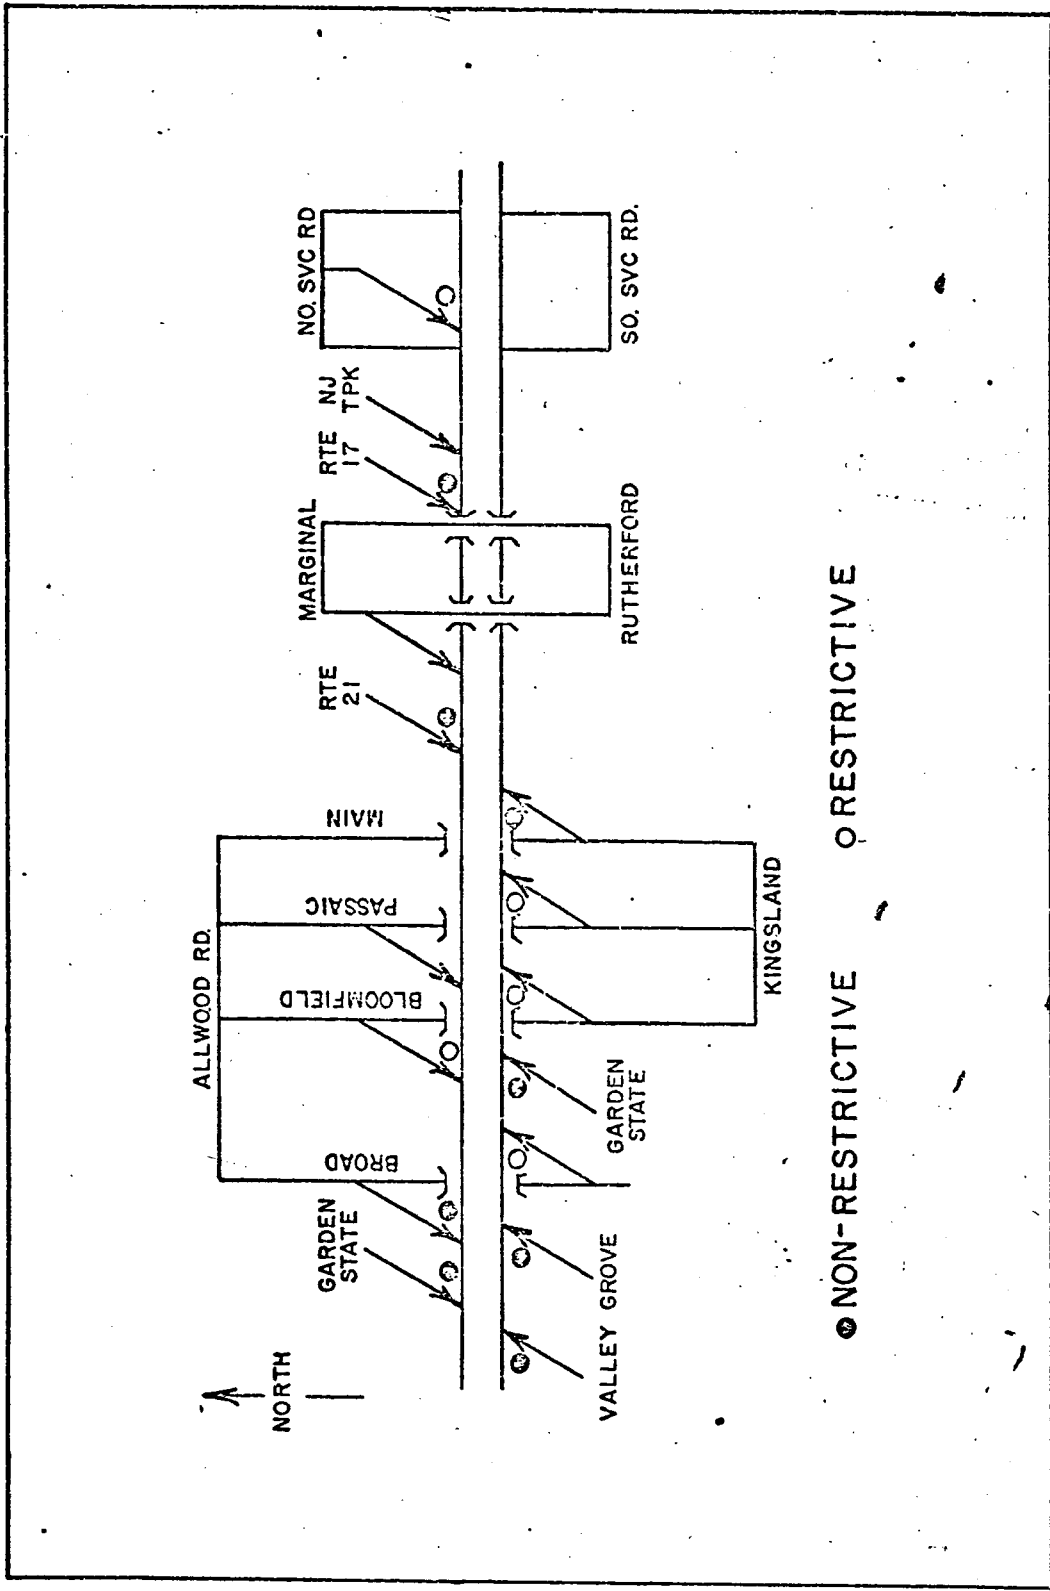 NORTH
ALLWOOD RD.
GARDEN
STATE
BROAD
BLOOMFIELD
PASSAIC
MAIN
RTE
21
MARGINAL
RTE
17
NJ
TPK
NO. SVC RD
VALLEY GROVE
GARDEN
STATE
KINGSLAND
RUTHERFORD
SO. SVC RD.
NON-RESTRICTIVE
RESTRICTIVE